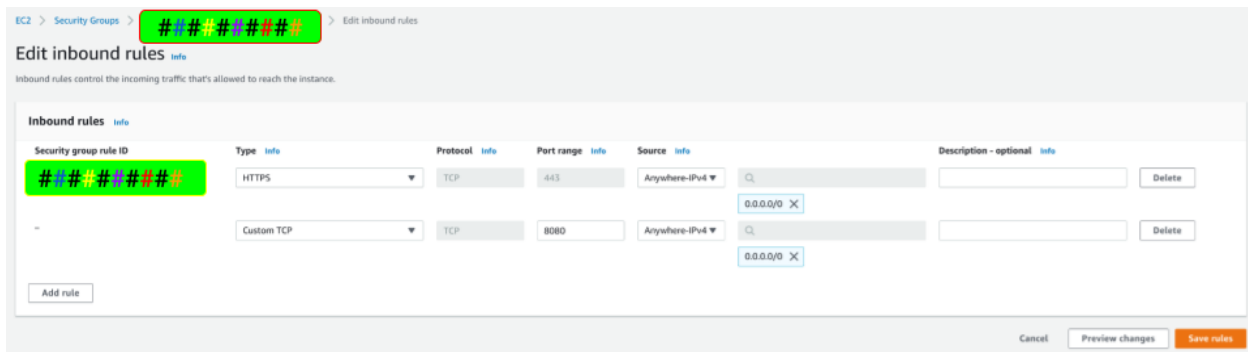 EC2 > Security Groups > ########## > Edit inbound rules
Edit inbound rules Info
Inbound rules control the incoming traffic that's allowed to reach the instance.
Inbound rules Info
Security group rule ID Type Info Protocol Info Port range Info Source Info Description - optional Info
########## HTTPS TCP 443 Anywhere-IPv4 Delete
0.0.0.0/0
– Custom TCP TCP 8080 Anywhere-IPv4 Delete
0.0.0.0/0
Add rule
Cancel Preview changes Save rules